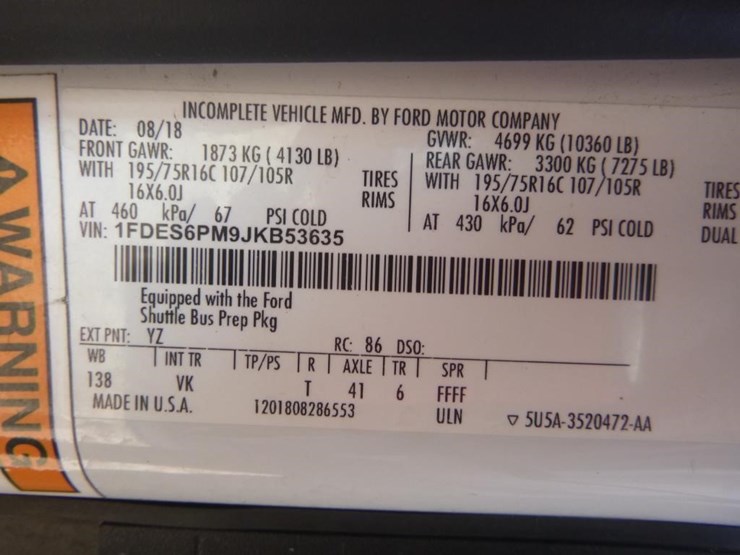 WARNING
INCOMPLETE VEHICLE MFD. BY FORD MOTOR COMPANY
DATE: 08/18 GVWR: 4699 KG (10360 LB)
FRONT GAWR: 1873 KG ( 4130 LB) REAR GAWR: 3300 KG ( 7275 LB)
WITH 195/75R16C 107/105R TIRES WITH 195/75R16C 107/105R TIRES
16X6.0J RIMS 16X6.0J RIMS
AT 460 kPa/ 67 PSI COLD AT 430 kPa/ 62 PSI COLD DUAL
VIN: 1FDES6PM9JKB53635
Equipped with the Ford
Shuttle Bus Prep Pkg
EXT PNT: YZ RC: 86 DSO:
WB INT TR TP/PS R AXLE TR SPR
138 VK T 41 6 FFFF
MADE IN U.S.A. 1201808286553 ULN ▽ 5U5A-3520472-AA